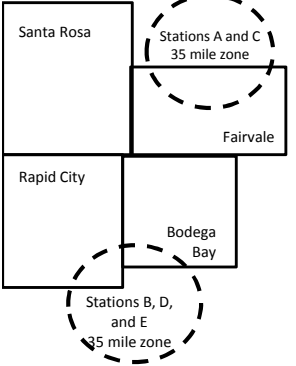 Santa Rosa
Stations A and C
35 mile zone
Fairvale
Rapid City
Bodega
Bay
Stations B, D,
and E
35 mile zone